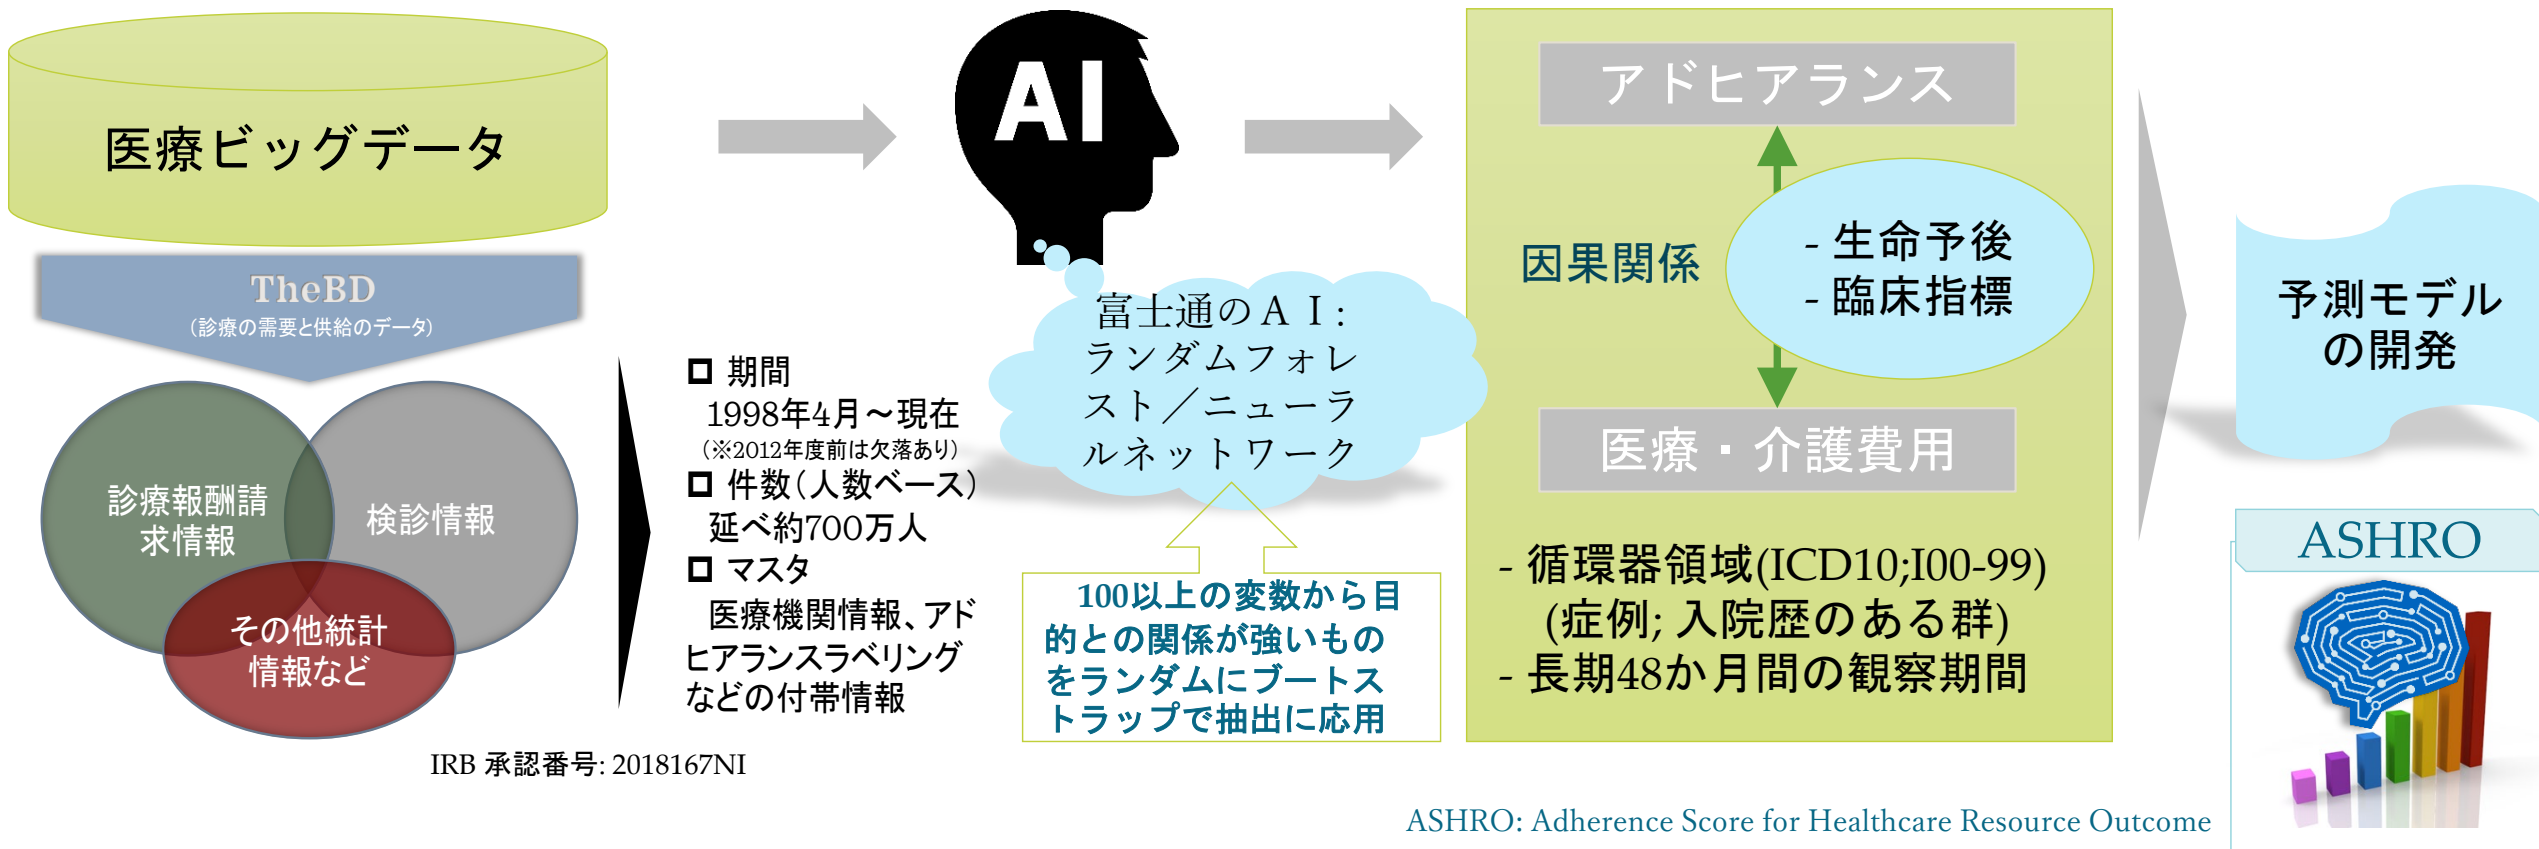 医療ビッグデータ
TheBD
(診療の需要と供給のデータ)
診療報酬請
求情報
検診情報
その他統計
情報など
IRB 承認番号: 2018167NI
期間
1998年4月～現在
(※2012年度前は欠落あり)
件数(人数ベース)
延べ約700万人
マスタ
医療機関情報、アド
ヒアランスラベリング
などの付帯情報
AI
富士通のＡＩ:
ランダムフォレ
スト／ニューラ
ルネットワーク
100以上の変数から目
的との関係が強いもの
をランダムにブートス
トラップで抽出に応用
アドヒアランス
因果関係
- 生命予後
- 臨床指標
医療・介護費用
- 循環器領域(ICD10;I00-99)
(症例; 入院歴のある群)
- 長期48か月間の観察期間
予測モデル
の開発
ASHRO
ASHRO: Adherence Score for Healthcare Resource Outcome